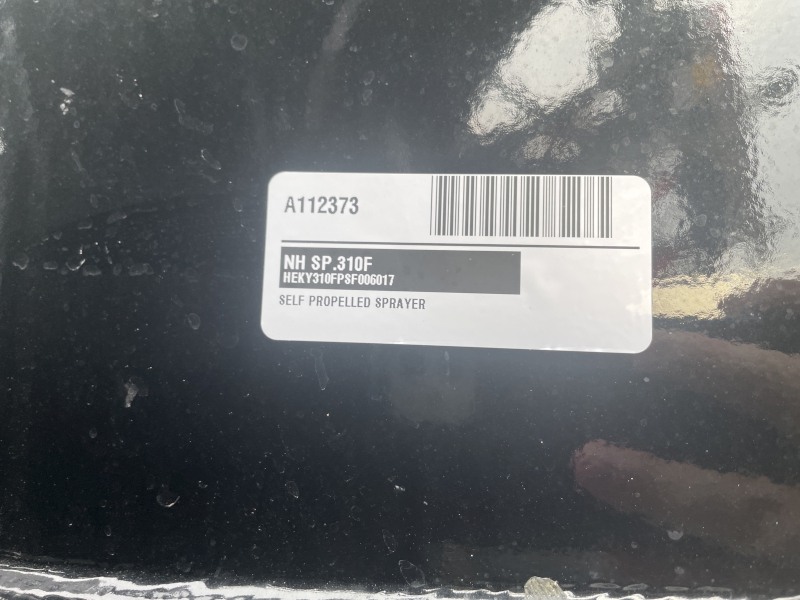 A112373
NH SP.310F
HEKY310FPSF006017
SELF PROPELLED SPRAYER